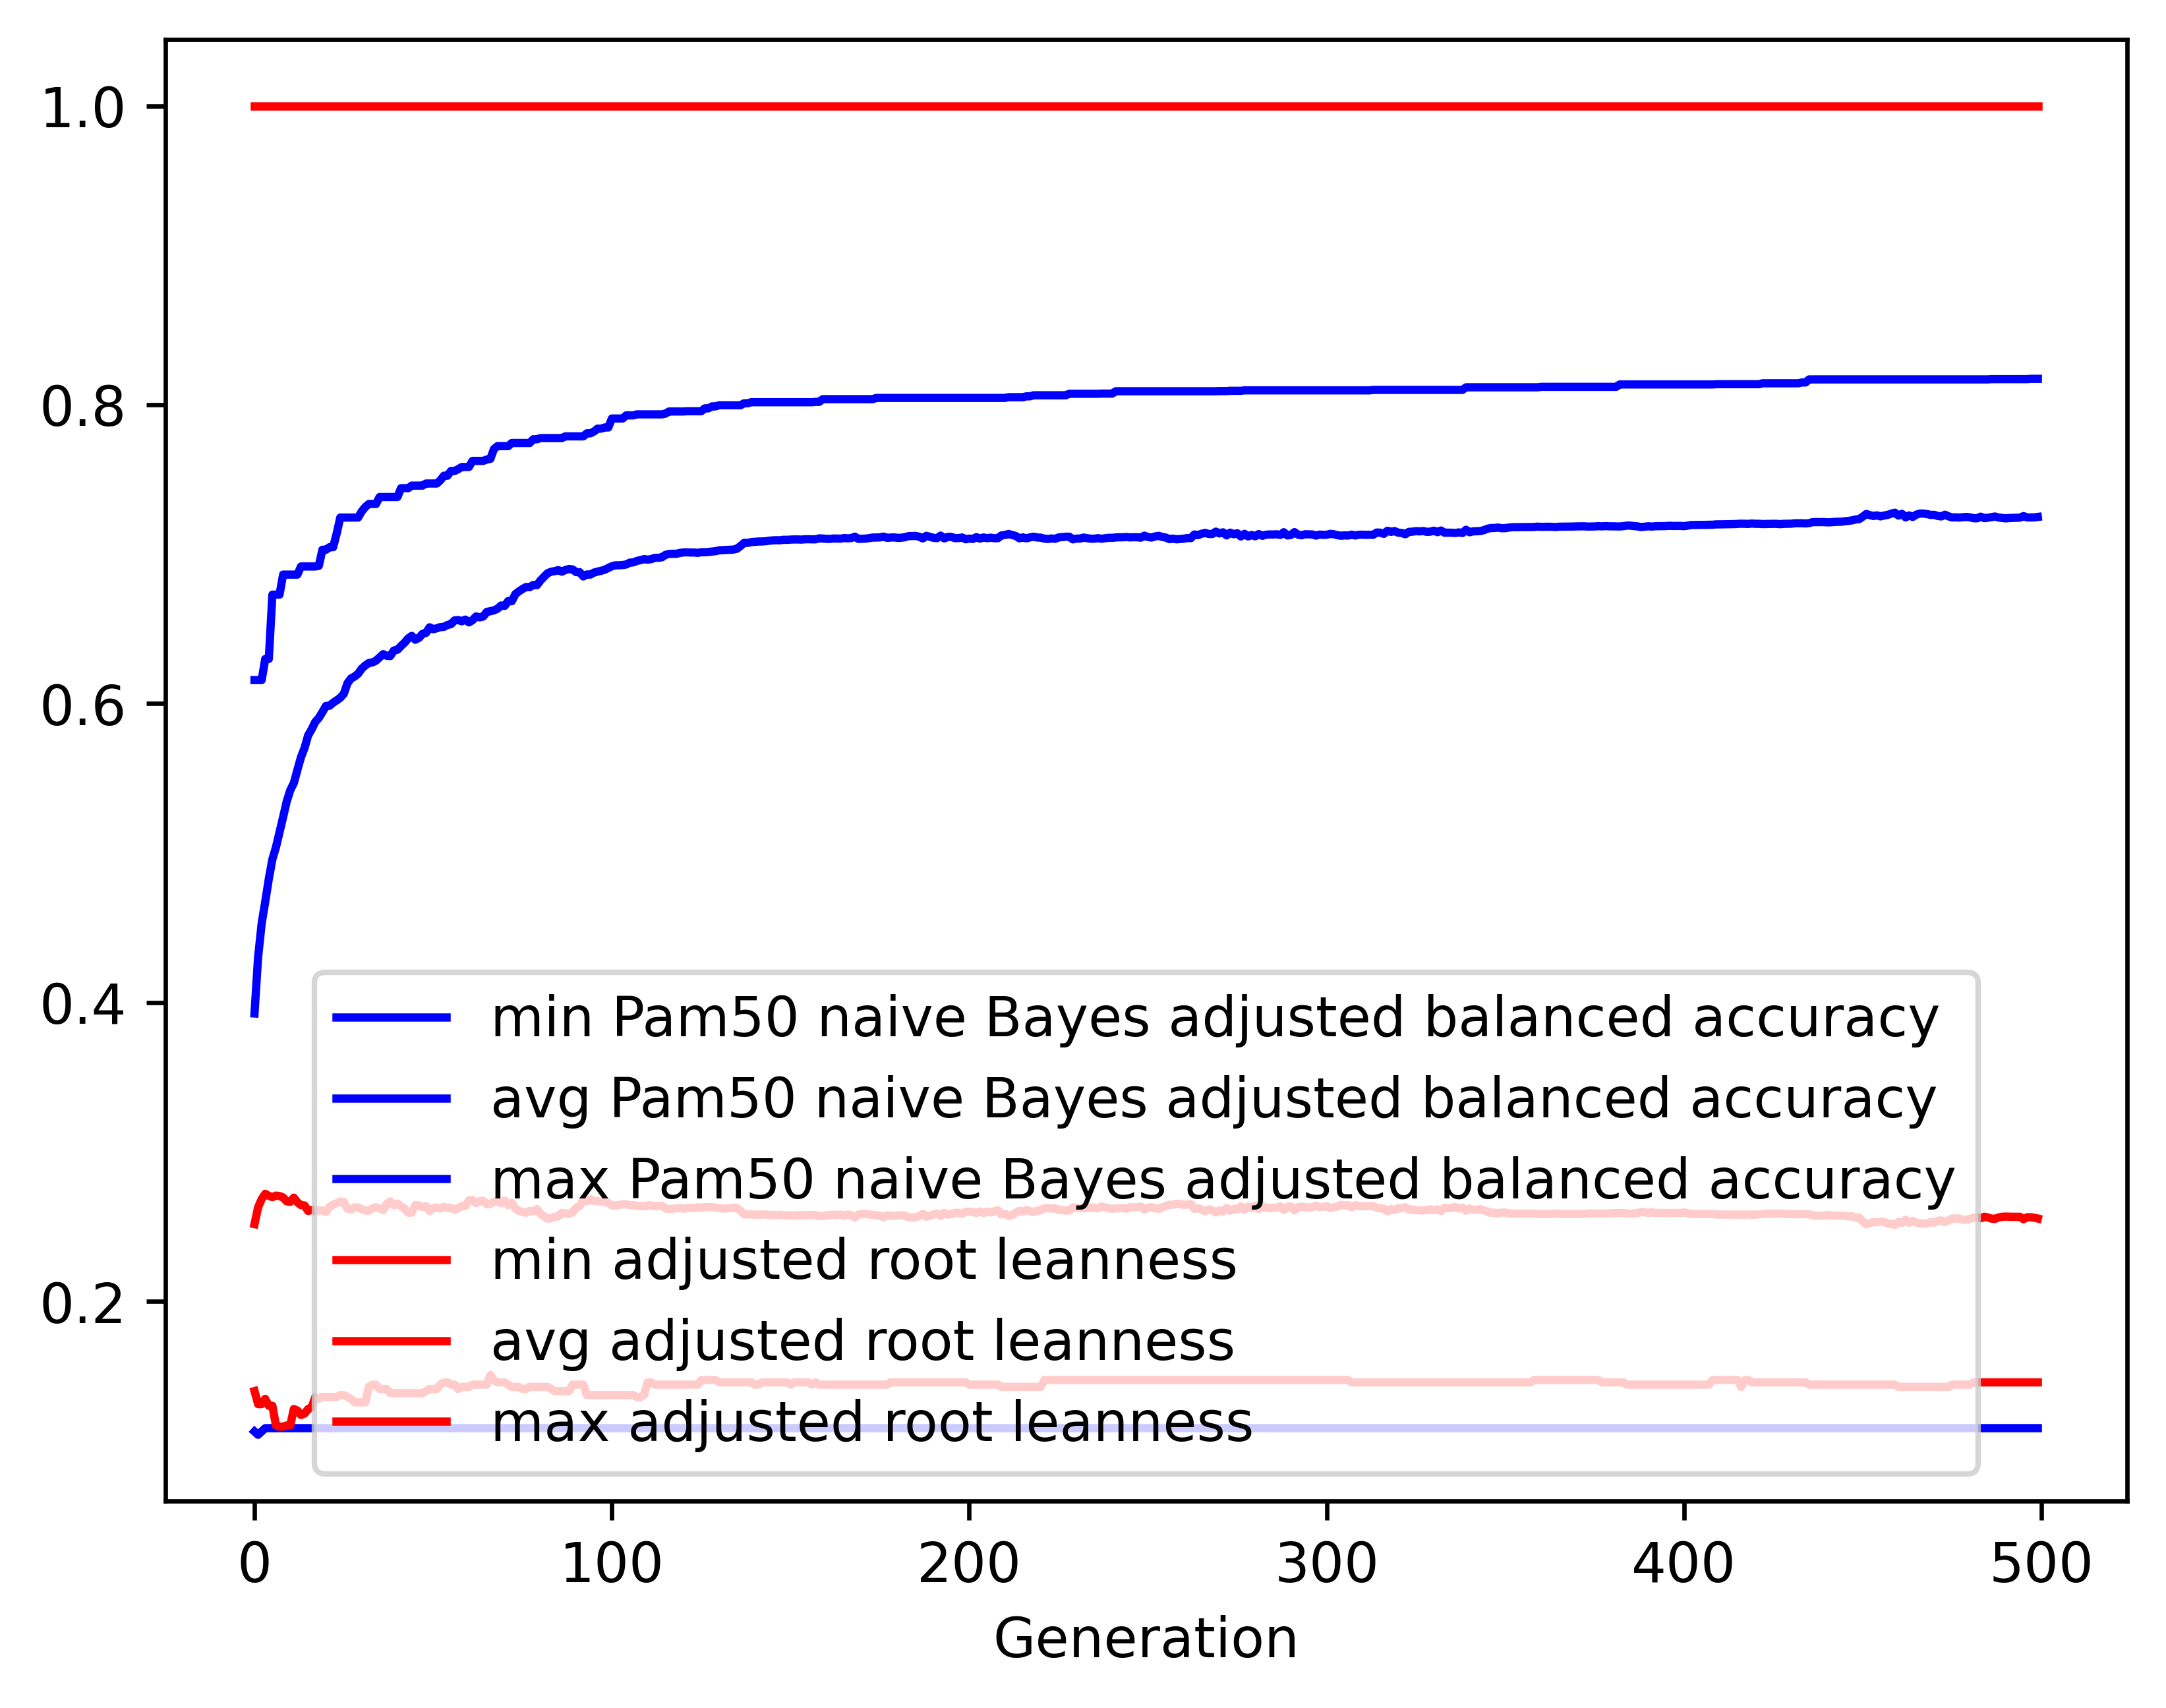 1.0
0.8
0.6
0.4
0.2
min Pam50 naive Bayes adjusted balanced accuracy
avg Pam50 naive Bayes adjusted balanced accuracy
max Pam50 naive Bayes adjusted balanced accuracy
min adjusted root leanness
avg adjusted root leanness
max adjusted root leanness
0 100 200 300 400 500
Generation